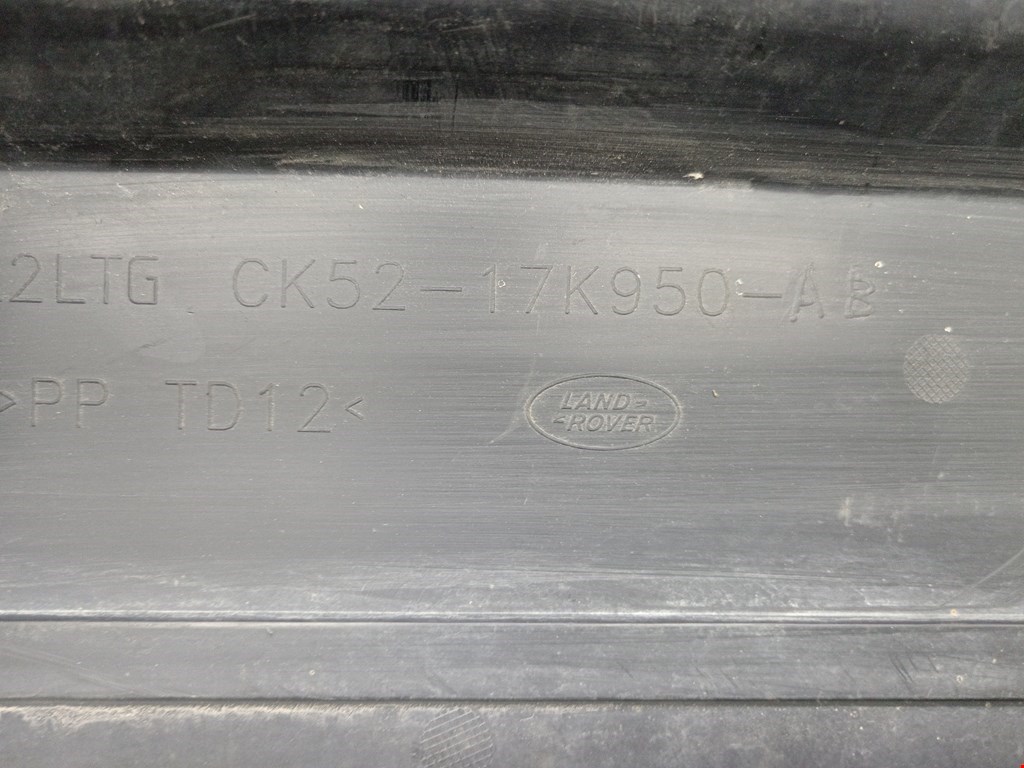 2LTG CK52-17K950-AB
>PP TD12<
LAND-
-ROVER